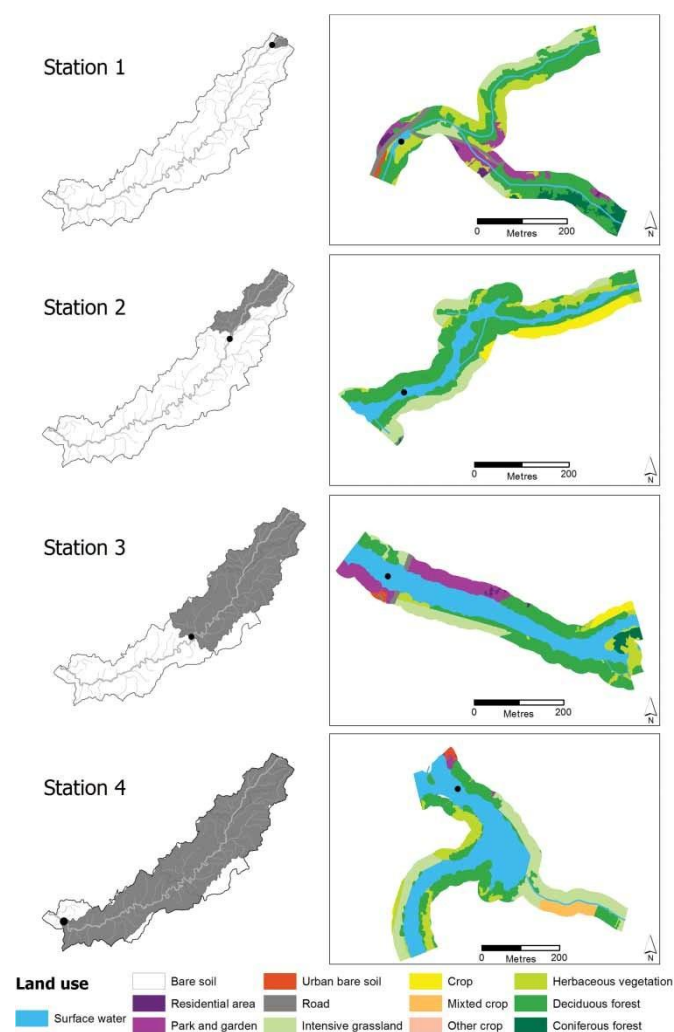 Station 1
0 Metres 200
N
Station 2
0 Metres 200
N
Station 3
0 Metres 200
N
Station 4
0 Metres 200
N
Land use
Bare soil
Urban bare soil
Crop
Herbaceous vegetation
Surface water
Residential area
Road
Mixted crop
Deciduous forest
Park and garden
Intensive grassland
Other crop
Coniferous forest